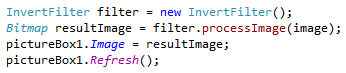 InvertFilter filter = new InvertFilter();
Bitmap resultImage = filter.processImage(image);
pictureBox1.Image = resultImage;
pictureBox1.Refresh();